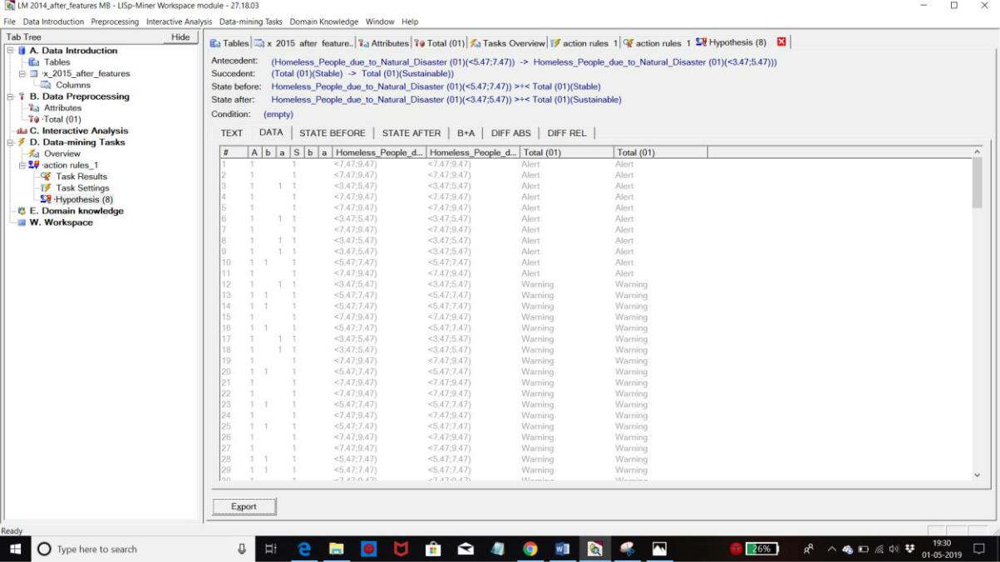 LM 2014_after_features MB - LISp-Miner Workspace module - 27.18.03
File Data Introduction Preprocessing Interactive Analysis Data-mining Tasks Domain Knowledge Window Help
Tab Tree Hide
A. Data Introduction
Tables
x_2015_after_features
Columns
B. Data Preprocessing
Attributes
Total (01)
C. Interactive Analysis
D. Data-mining Tasks
Overview
action rules_1
Task Results
Task Settings
Hypothesis (8)
E. Domain knowledge
W. Workspace
Tables x 2015 after feature.. Attributes Total (01) Tasks Overview action rules 1 action rules 1 Hypothesis (8)
Antecedent: (Homeless_People_due_to_Natural_Disaster (01)(<5.47;7.47)) -> Homeless_People_due_to_Natural_Disaster (01)(<3.47;5.47)))
Succedent: (Total (01)(Stable) -> Total (01)(Sustainable))
State before: Homeless_People_due_to_Natural_Disaster (01)(<5.47;7.47)) >÷< Total (01)(Stable)
State after: Homeless_People_due_to_Natural_Disaster (01)(<3.47;5.47)) >÷< Total (01)(Sustainable)
Condition: (empty)
TEXT DATA STATE BEFORE STATE AFTER B+A DIFF ABS DIFF REL
# A b a S b a Homeless_People_d... Homeless_People_d... Total (01) Total (01)
1 1 1 <7.47;9.47) <7.47;9.47) Alert Alert
2 1 1 <7.47;9.47) <7.47;9.47) Alert Alert
3 1 1 1 <3.47;5.47) <3.47;5.47) Alert Alert
4 1 1 <7.47;9.47) <7.47;9.47) Alert Alert
5 1 1 <7.47;9.47) <7.47;9.47) Alert Alert
6 1 1 1 <3.47;5.47) <3.47;5.47) Alert Alert
7 1 1 <7.47;9.47) <7.47;9.47) Alert Alert
8 1 1 1 <3.47;5.47) <3.47;5.47) Alert Alert
9 1 1 1 <3.47;5.47) <3.47;5.47) Alert Alert
10 1 1 1 <5.47;7.47) <5.47;7.47) Alert Alert
11 1 1 <7.47;9.47) <7.47;9.47) Alert Alert
12 1 1 1 <3.47;5.47) <3.47;5.47) Warning Warning
13 1 1 1 <5.47;7.47) <5.47;7.47) Warning Warning
14 1 1 1 <5.47;7.47) <5.47;7.47) Warning Warning
15 1 1 <7.47;9.47) <7.47;9.47) Warning Warning
16 1 1 1 <5.47;7.47) <5.47;7.47) Warning Warning
17 1 1 1 <3.47;5.47) <3.47;5.47) Warning Warning
18 1 1 1 <3.47;5.47) <3.47;5.47) Warning Warning
19 1 1 <7.47;9.47) <7.47;9.47) Warning Warning
20 1 1 1 <5.47;7.47) <5.47;7.47) Warning Warning
21 1 1 <7.47;9.47) <7.47;9.47) Warning Warning
22 1 1 <7.47;9.47) <7.47;9.47) Warning Warning
23 1 1 1 <5.47;7.47) <5.47;7.47) Warning Warning
24 1 1 <7.47;9.47) <7.47;9.47) Warning Warning
25 1 1 1 <5.47;7.47) <5.47;7.47) Warning Warning
26 1 1 <7.47;9.47) <7.47;9.47) Warning Warning
27 1 1 <7.47;9.47) <7.47;9.47) Warning Warning
28 1 1 1 <5.47;7.47) <5.47;7.47) Warning Warning
29 1 1 1 <5.47;7.47) <5.47;7.47) Warning Warning
Export
Ready
Type here to search
26%
19:30
01-05-2019